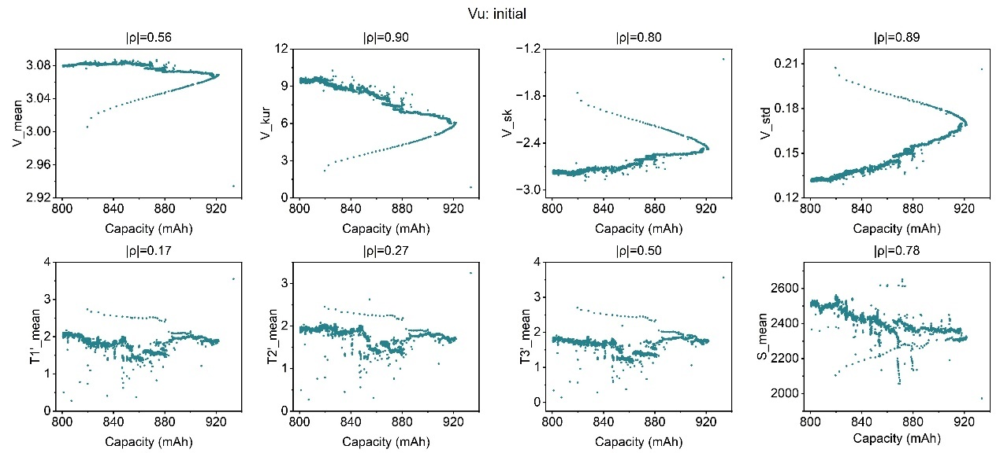 Vu: initial
|ρ|=0.56
|ρ|=0.90
|ρ|=0.80
|ρ|=0.89
V_mean
3.08
3.04
3.00
2.96
2.92
800 840 880 920
Capacity (mAh)
V_kur
12
9
6
3
0
800 840 880 920
Capacity (mAh)
V_sk
−1.2
−1.8
−2.4
−3.0
800 840 880 920
Capacity (mAh)
V_std
0.21
0.18
0.15
0.12
800 840 880 920
Capacity (mAh)
|ρ|=0.17
|ρ|=0.27
|ρ|=0.50
|ρ|=0.78
T1'_mean
4
3
2
1
0
800 840 880 920
Capacity (mAh)
T2'_mean
3
2
1
0
800 840 880 920
Capacity (mAh)
T3'_mean
4
3
2
1
0
800 840 880 920
Capacity (mAh)
S_mean
2600
2400
2200
2000
800 840 880 920
Capacity (mAh)